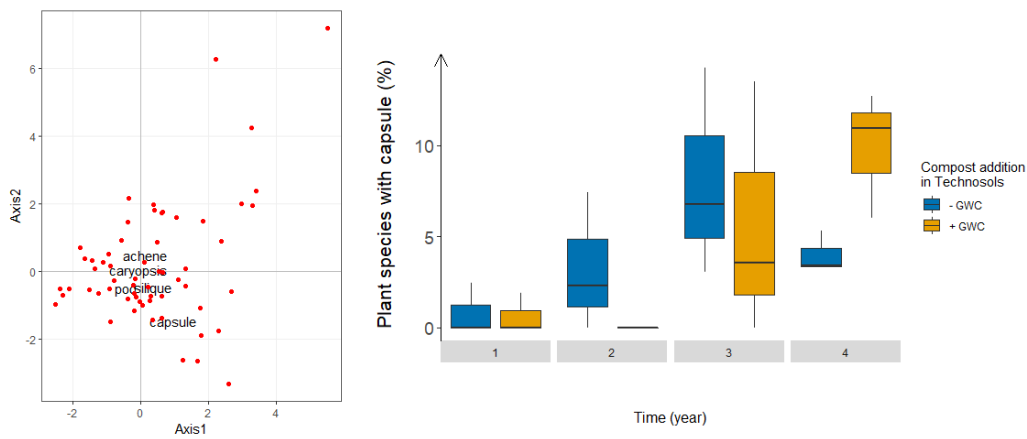 6
4
2
0
-2
Axis2
achene
caryopsis
silique
capsule
-2
0
2
4
Axis1
Plant species with capsule (%)
10
5
0
1
2
3
4
Time (year)
Compost addition
in Technosols
- GWC
+ GWC